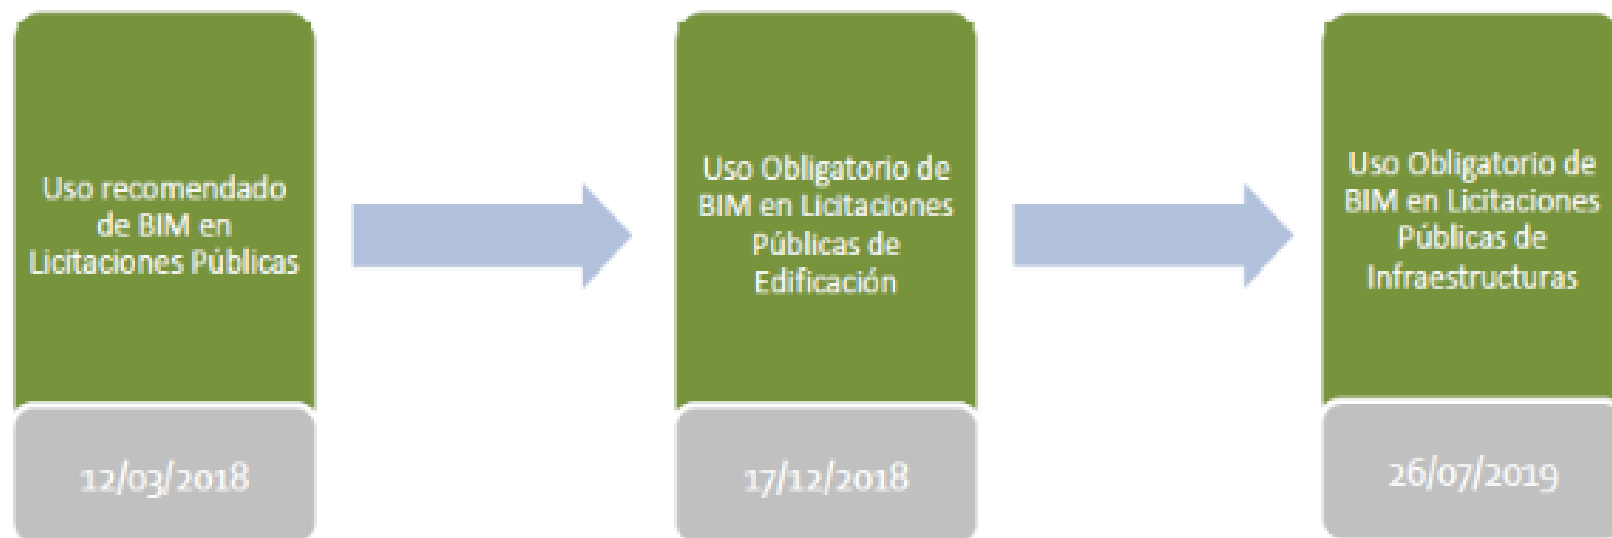 Uso recomendado
de BIM en
Licitaciones Públicas
12/03/2018
Uso Obligatorio de
BIM en Licitaciones
Públicas de
Edificación
17/12/2018
Uso Obligatorio de
BIM en Licitaciones
Públicas de
Infraestructuras
26/07/2019